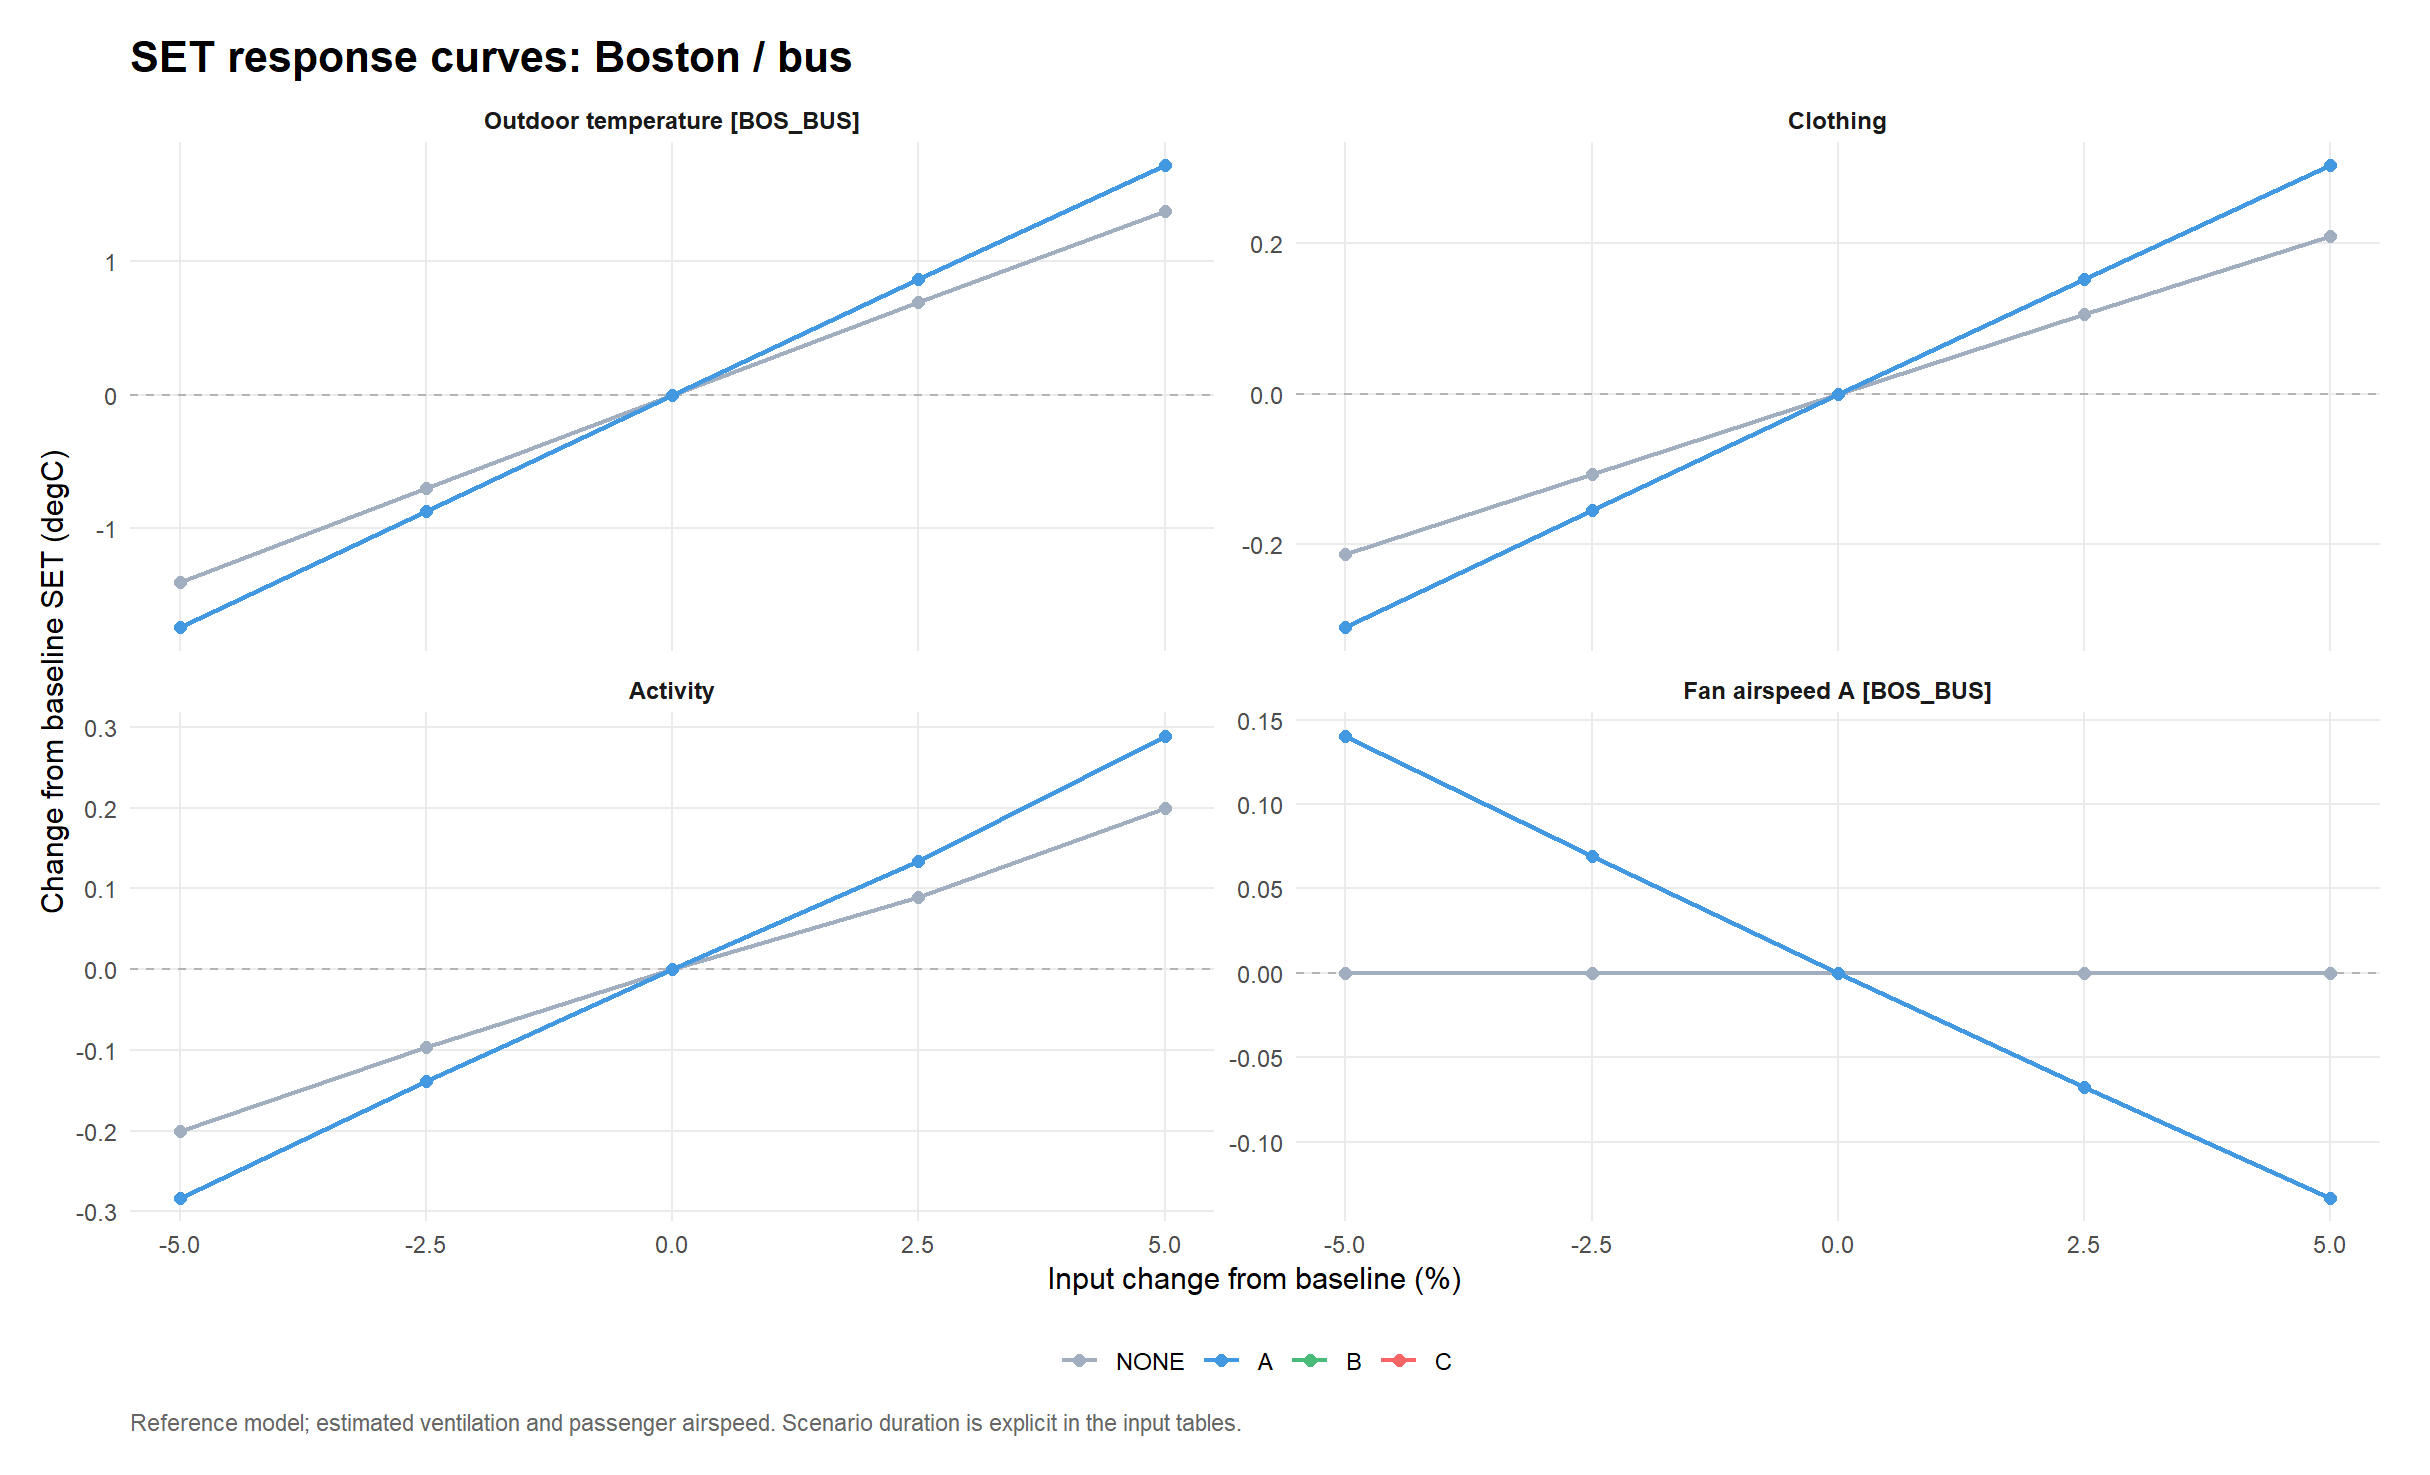 SET response curves: Boston / bus
Outdoor temperature [BOS_BUS]
Clothing
1
0
-1
0.2
0.0
-0.2
Change from baseline SET (degC)
Activity
Fan airspeed A [BOS_BUS]
0.3
0.2
0.1
0.0
-0.1
-0.2
-0.3
0.15
0.10
0.05
0.00
-0.05
-0.10
-5.0 -2.5 0.0 2.5 5.0
-5.0 -2.5 0.0 2.5 5.0
Input change from baseline (%)
NONE A B C
Reference model; estimated ventilation and passenger airspeed. Scenario duration is explicit in the input tables.